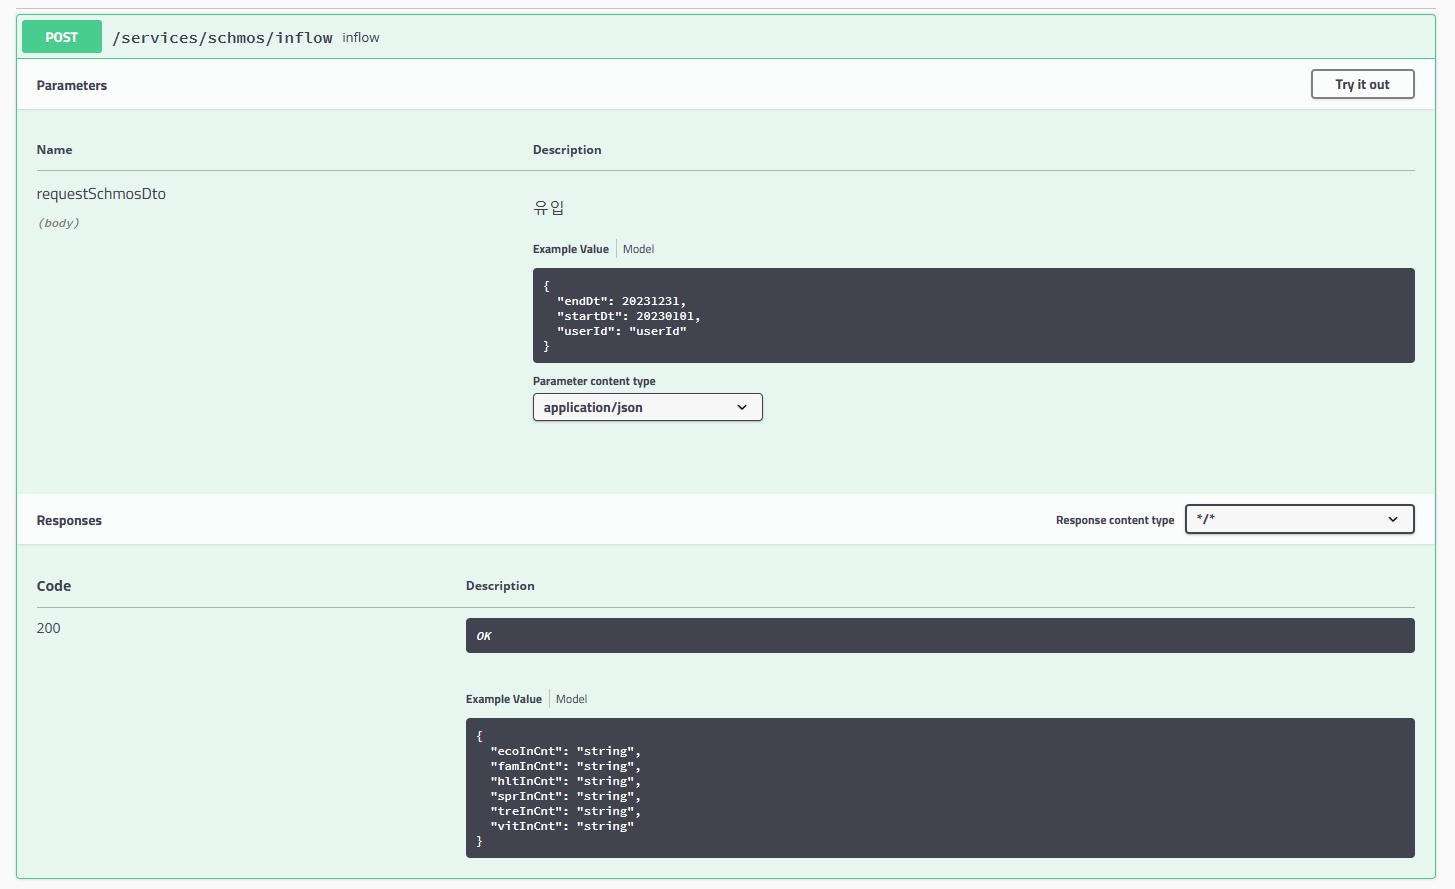 POST /services/schmos/inflow inflow
Parameters
Try it out
Name Description
requestSchmosDto
(body)
유입
Example Value Model
{
"endDt": 20231231,
"startDt": 20230101,
"userId": "userId"
}
Parameter content type
application/json
Responses
Response content type */*
Code Description
200
OK
Example Value Model
{
"ecoInCnt": "string",
"famInCnt": "string",
"hltInCnt": "string",
"sprInCnt": "string",
"treInCnt": "string",
"vitInCnt": "string"
}